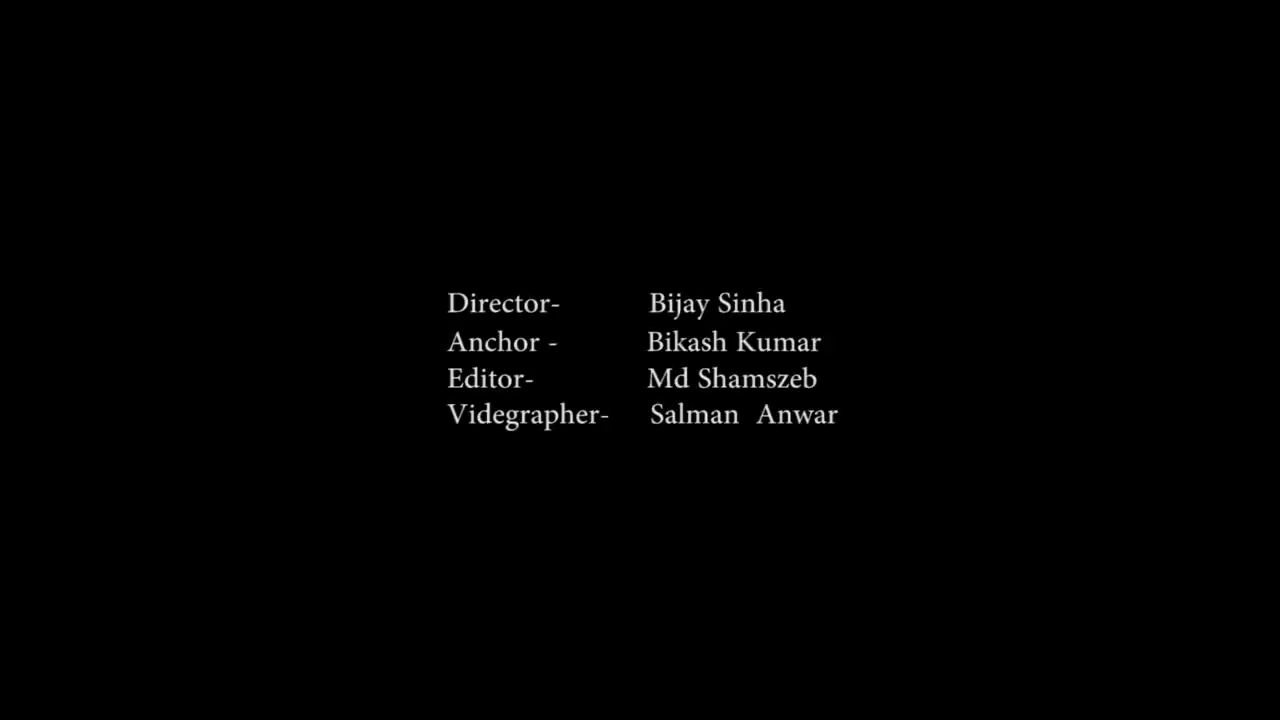 Director- Bijay Sinha
Anchor - Bikash Kumar
Editor- Md Shamszeb
Videgrapher- Salman Anwar